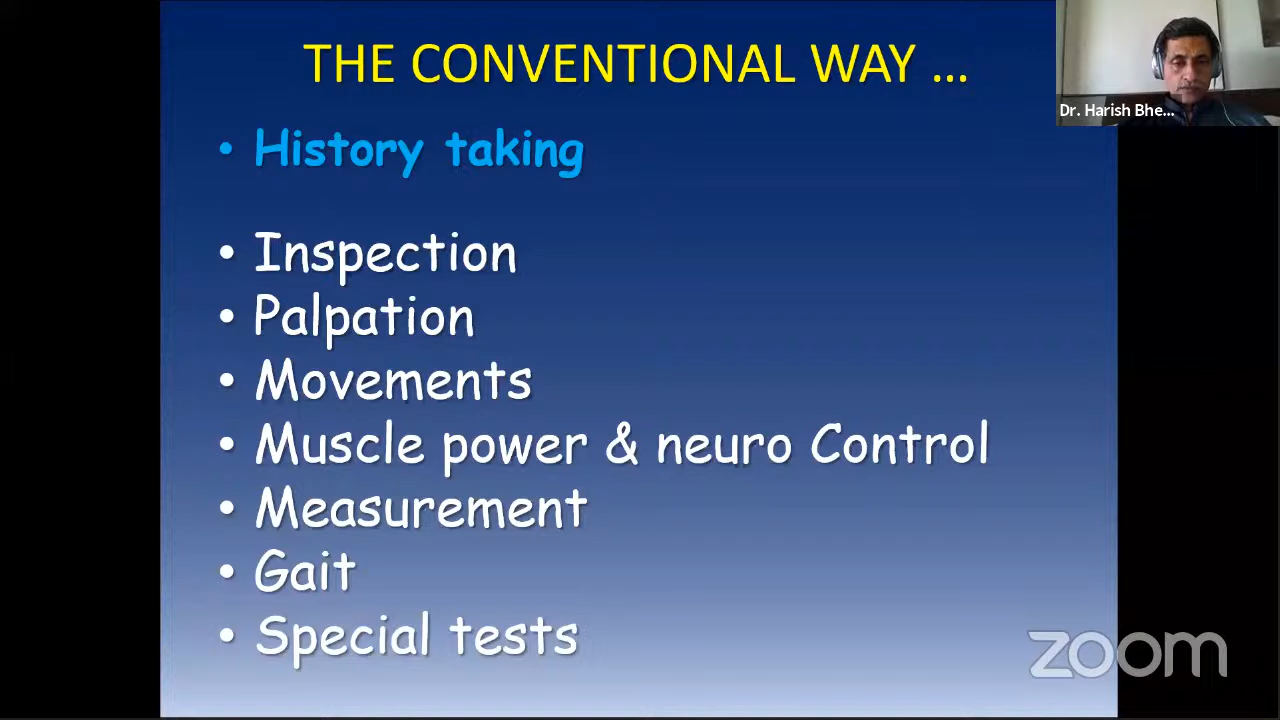 THE CONVENTIONAL WAY ...
Dr. Harish Bhe...
• History taking
• Inspection
• Palpation
• Movements
• Muscle power & neuro Control
• Measurement
• Gait
• Special tests
zoom